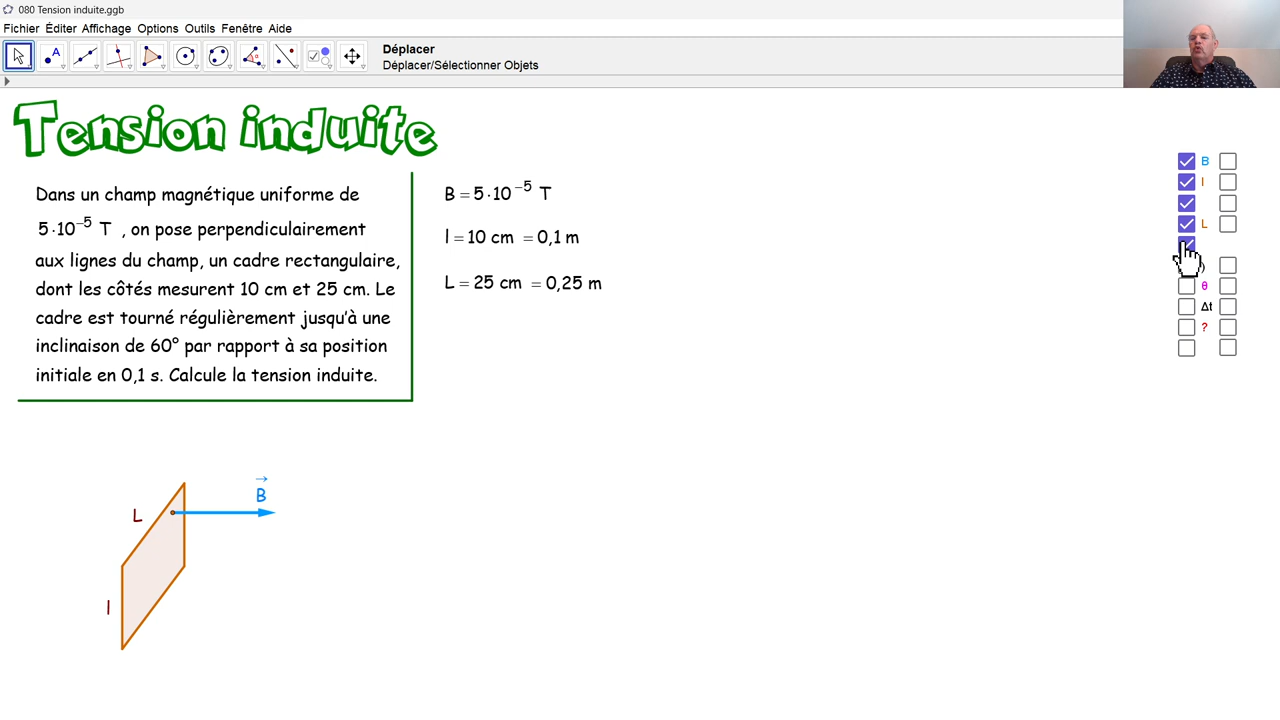 080 Tension induite.ggb
Fichier Éditer Affichage Options Outils Fenêtre Aide
A
Déplacer
Déplacer/Sélectionner Objets
Tension induite
Dans un champ magnétique uniforme de
5·10⁻⁵ T , on pose perpendiculairement
aux lignes du champ, un cadre rectangulaire,
dont les côtés mesurent 10 cm et 25 cm. Le
cadre est tourné régulièrement jusqu'à une
inclinaison de 60° par rapport à sa position
initiale en 0,1 s. Calcule la tension induite.
B = 5·10⁻⁵ T
l = 10 cm = 0,1 m
L = 25 cm = 0,25 m
B
l
L
θ
Δt
?
B
L
l